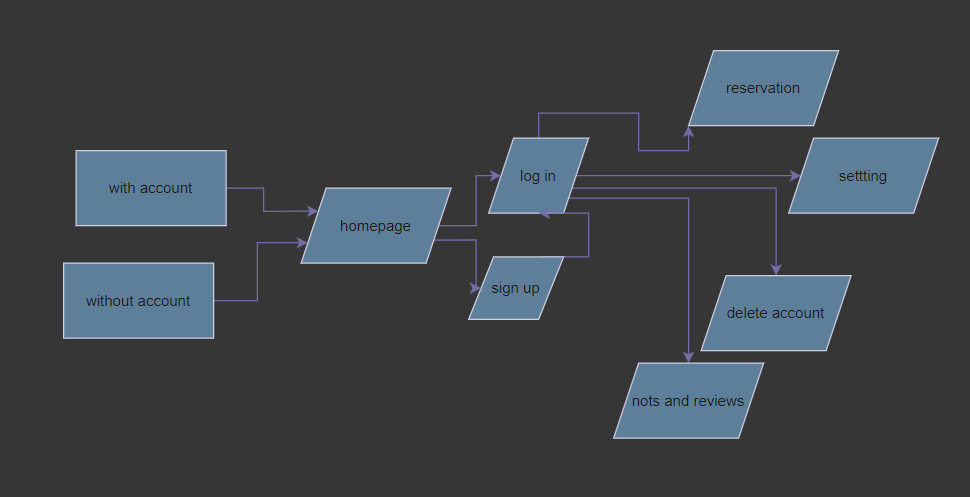 reservation
with account
log in
settting
homepage
without account
sign up
delete account
nots and reviews